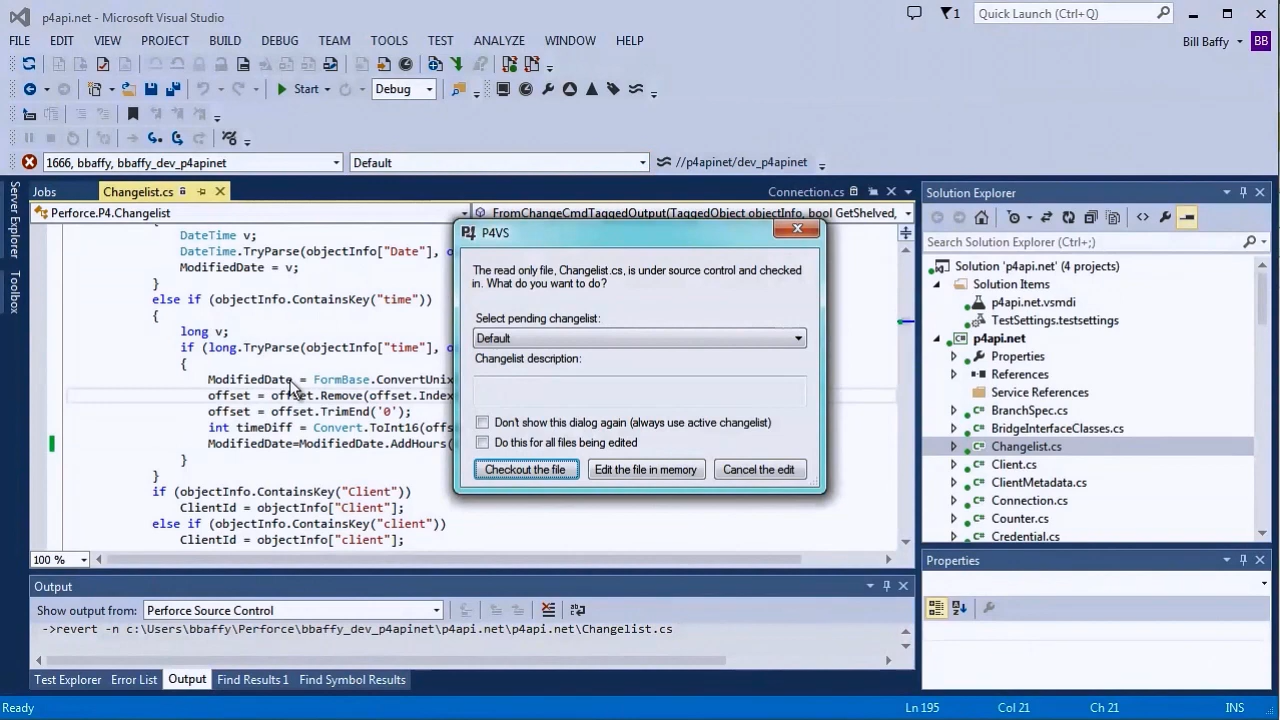 p4api.net - Microsoft Visual Studio
1
Quick Launch (Ctrl+Q)
FILE EDIT VIEW PROJECT BUILD DEBUG TEAM TOOLS TEST ANALYZE WINDOW HELP
Bill Baffy BB
Start Debug
1666, bbaffy, bbaffy_dev_p4apinet Default //p4apinet/dev_p4apinet
Server Explorer
Toolbox
Jobs Changelist.cs Connection.cs
Perforce.P4.Changelist FromChangeCmdTaggedOutput(TaggedObject objectInfo, bool GetShelved,
{
DateTime v;
DateTime.TryParse(objectInfo["Date"], o
ModifiedDate = v;
}
else if (objectInfo.ContainsKey("time"))
{
long v;
if (long.TryParse(objectInfo["time"], o
{
ModifiedDate = FormBase.ConvertUnix
offset = offset.Remove(offset.Index
offset = offset.TrimEnd('0');
int timeDiff = Convert.ToInt16(offs
ModifiedDate=ModifiedDate.AddHours(
}
}
if (objectInfo.ContainsKey("Client"))
ClientId = objectInfo["Client"];
else if (objectInfo.ContainsKey("client"))
ClientId = objectInfo["client"];
100 %
P4VS
The read only file, Changelist.cs, is under source control and checked
in. What do you want to do?
Select pending changelist:
Default
Changelist description:
Don't show this dialog again (always use active changelist)
Do this for all files being edited
Checkout the file Edit the file in memory Cancel the edit
Solution Explorer
Search Solution Explorer (Ctrl+;)
Solution 'p4api.net' (4 projects)
Solution Items
p4api.net.vsmdi
TestSettings.testsettings
p4api.net
Properties
References
Service References
BranchSpec.cs
BridgeInterfaceClasses.cs
Changelist.cs
Client.cs
ClientMetadata.cs
Connection.cs
Counter.cs
Credential.cs
Properties
Output
Show output from: Perforce Source Control
->revert -n c:\Users\bbaffy\Perforce\bbaffy_dev_p4apinet\p4api.net\p4api.net\Changelist.cs
Test Explorer Error List Output Find Results 1 Find Symbol Results
Ready Ln 195 Col 21 Ch 21 INS